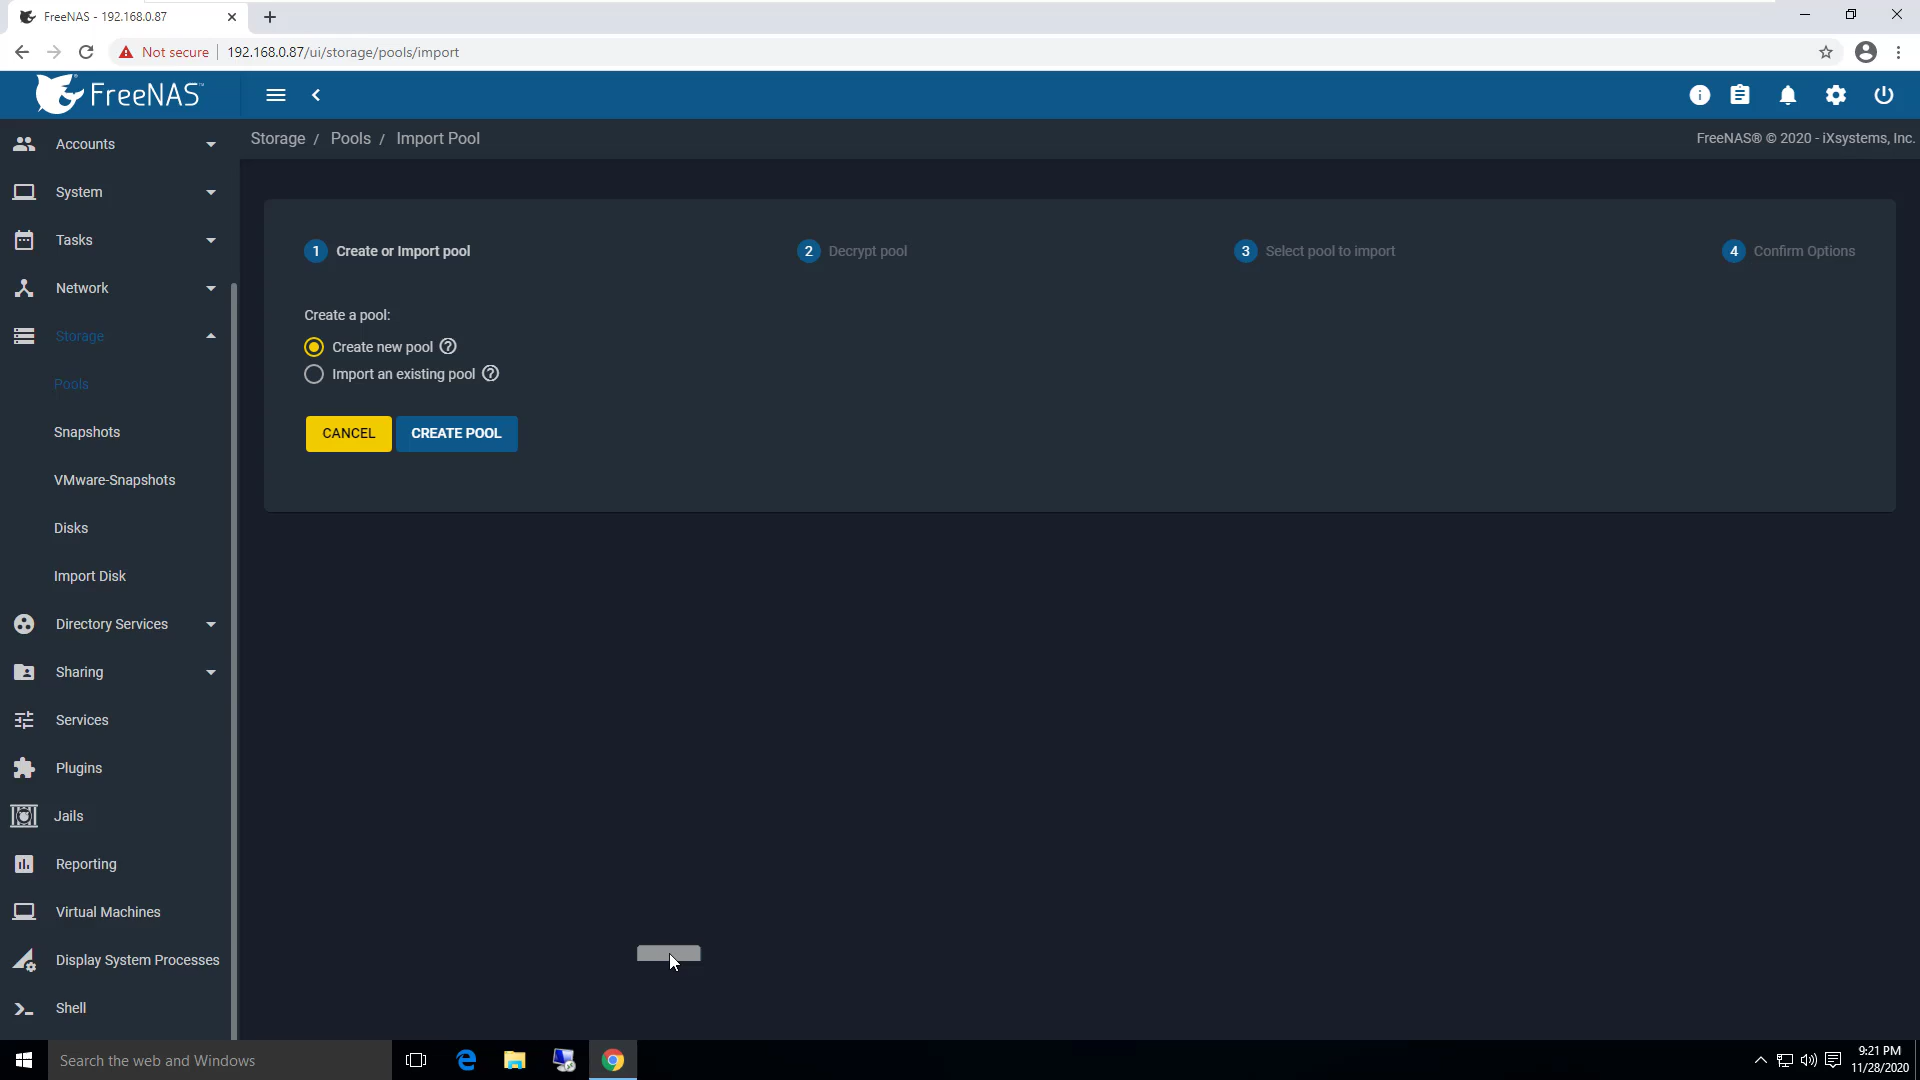 FreeNAS - 192.168.0.87
Not secure 192.168.0.87/ui/storage/pools/import
FreeNAS™
Storage / Pools / Import Pool
FreeNAS® © 2020 - iXsystems, Inc.
Accounts
System
Tasks
Network
Storage
Pools
Snapshots
VMware-Snapshots
Disks
Import Disk
Directory Services
Sharing
Services
Plugins
Jails
Reporting
Virtual Machines
Display System Processes
Shell
1 Create or Import pool
2 Decrypt pool
3 Select pool to import
4 Confirm Options
Create a pool:
Create new pool
Import an existing pool
CANCEL CREATE POOL
Search the web and Windows
9:21 PM
11/28/2020